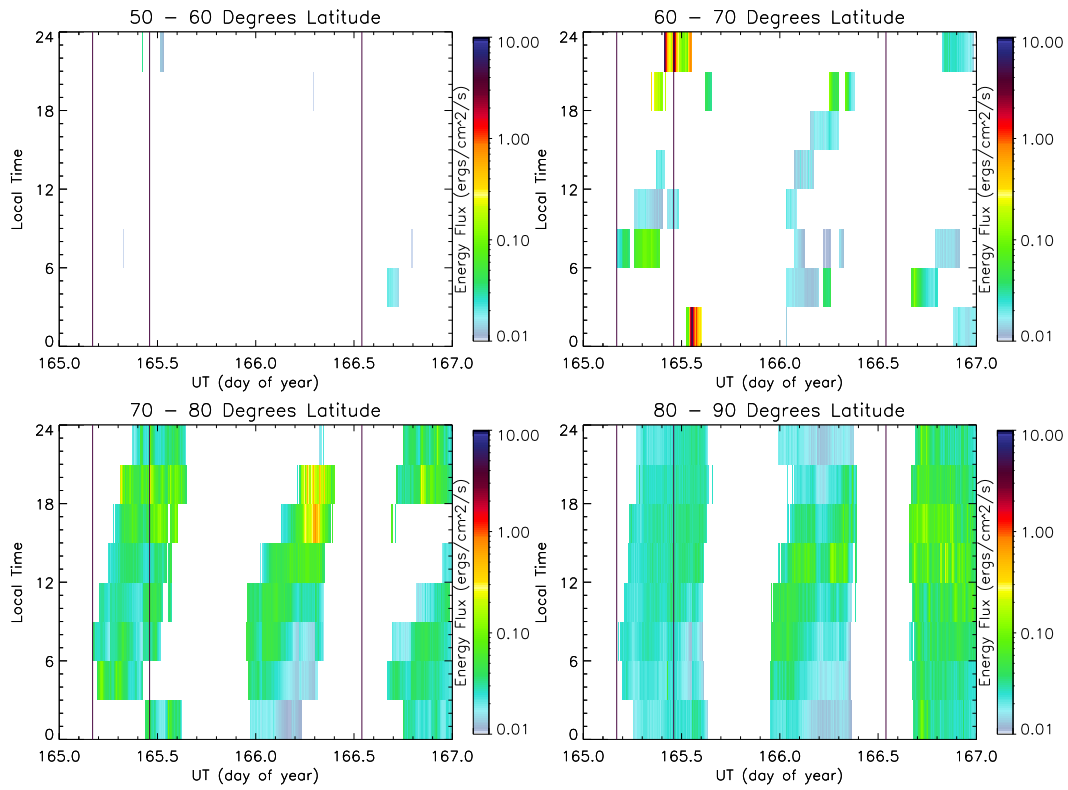 50 - 60 Degrees Latitude
24
18
12
6
0
Local Time
165.0 165.5 166.0 166.5 167.0
UT (day of year)
10.00
1.00
0.10
0.01
Energy Flux (ergs/cm^2/s)
60 - 70 Degrees Latitude
24
18
12
6
0
Local Time
165.0 165.5 166.0 166.5 167.0
UT (day of year)
10.00
1.00
0.10
0.01
Energy Flux (ergs/cm^2/s)
70 - 80 Degrees Latitude
24
18
12
6
0
Local Time
165.0 165.5 166.0 166.5 167.0
UT (day of year)
10.00
1.00
0.10
0.01
Energy Flux (ergs/cm^2/s)
80 - 90 Degrees Latitude
24
18
12
6
0
Local Time
165.0 165.5 166.0 166.5 167.0
UT (day of year)
10.00
1.00
0.10
0.01
Energy Flux (ergs/cm^2/s)